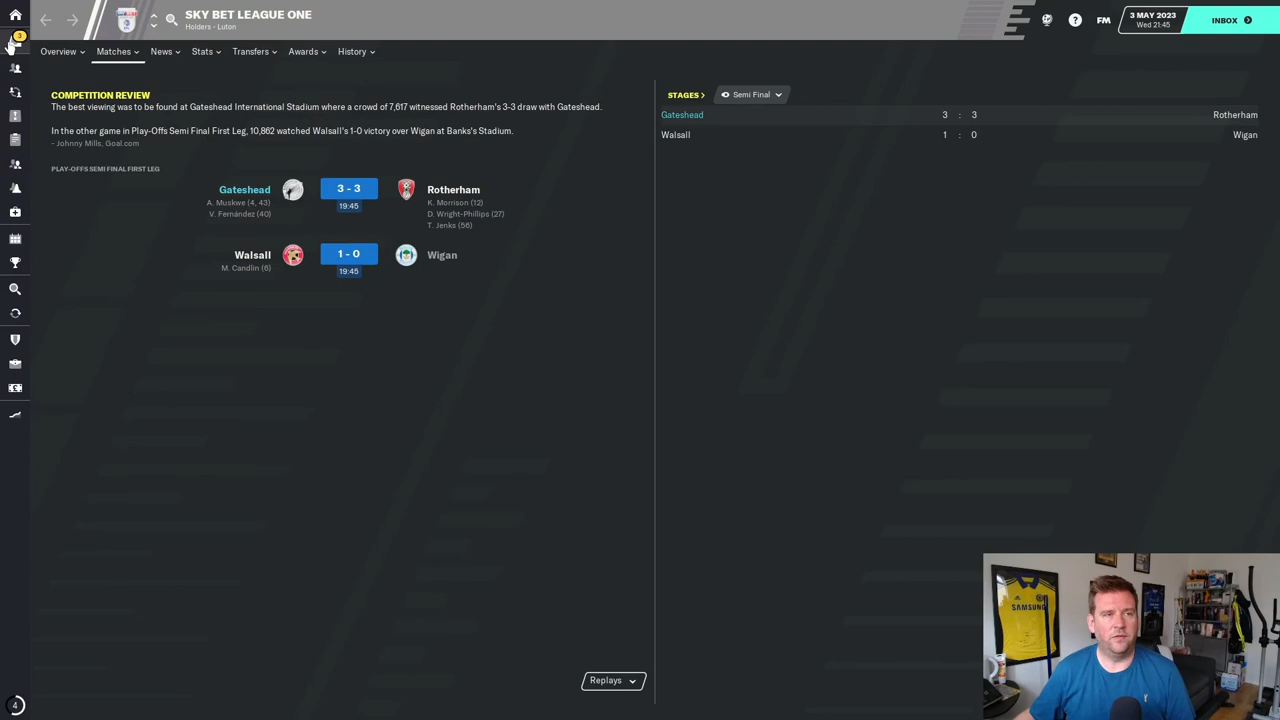 SKY BET LEAGUE ONE
Holders - Luton
FM
3 MAY 2023
Wed 21:45
INBOX
3
Overview
Matches
News
Stats
Transfers
Awards
History
COMPETITION REVIEW
The best viewing was to be found at Gateshead International Stadium where a crowd of 7,617 witnessed Rotherham's 3-3 draw with Gateshead.
In the other game in Play-Offs Semi Final First Leg, 10,862 watched Walsall's 1-0 victory over Wigan at Banks's Stadium.
- Johnny Mills, Goal.com
PLAY-OFFS SEMI FINAL FIRST LEG
Gateshead 3 - 3 Rotherham
A. Muskwe (4, 43) 19:45 K. Morrison (12)
V. Fernández (40) D. Wright-Phillips (27)
T. Jenks (56)
Walsall 1 - 0 Wigan
M. Candlin (6) 19:45
STAGES > Semi Final
Gateshead 3 : 3 Rotherham
Walsall 1 : 0 Wigan
Replays
4
SAMSUNG